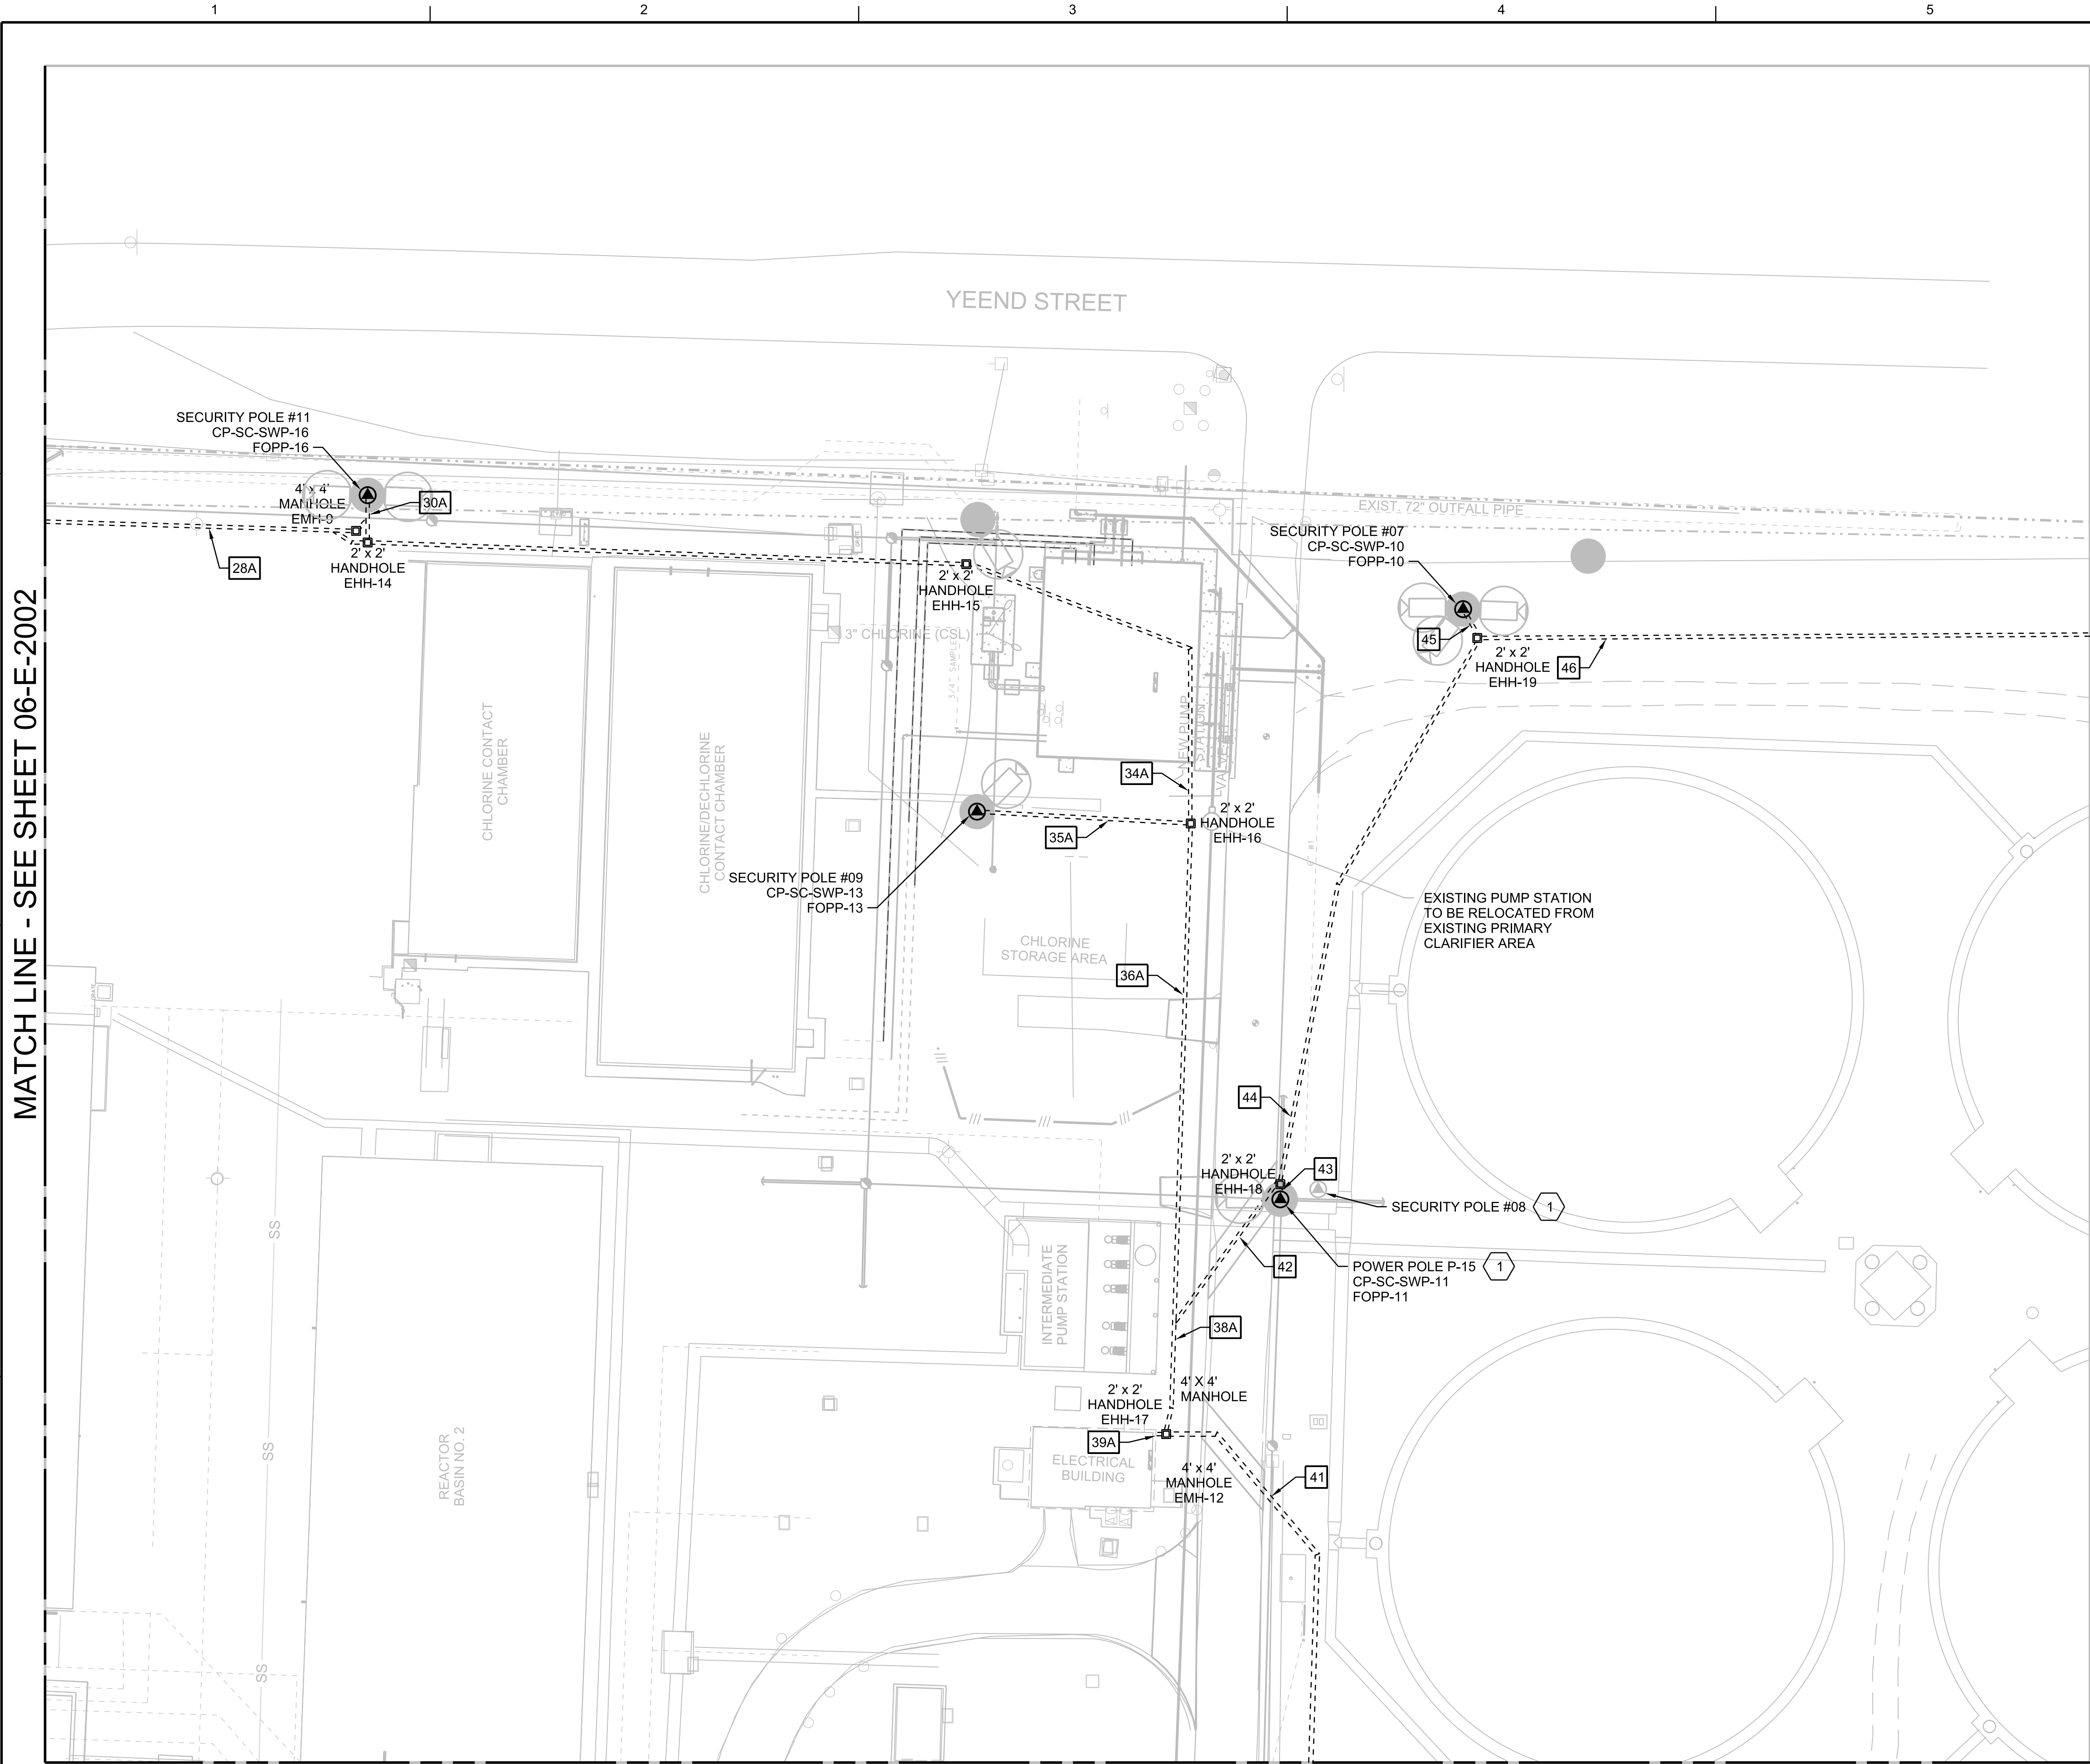 1
2
3
4
5
YEEND STREET
SECURITY POLE #11
CP-SC-SWP-16
FOPP-16
4' x 4'
MANHOLE
EMH-9
30A
28A
2' x 2'
HANDHOLE
EHH-14
EXIST. 72" OUTFALL PIPE
SECURITY POLE #07
CP-SC-SWP-10
FOPP-10
2' x 2'
HANDHOLE
EHH-15
3" CHLORINE (CSL)
3/4" SAMPLE
GRATE
45
2' x 2'
HANDHOLE
EHH-19
46
MATCH LINE - SEE SHEET 06-E-2002
CHLORINE CONTACT
CHAMBER
CHLORINE/DECHLORINE
CONTACT CHAMBER
NEW PUMP
STATION
34A
2' x 2'
HANDHOLE
EHH-16
35A
SECURITY POLE #09
CP-SC-SWP-13
FOPP-13
EXISTING PUMP STATION
TO BE RELOCATED FROM
EXISTING PRIMARY
CLARIFIER AREA
CHLORINE
STORAGE AREA
36A
GRATE
44
2' x 2'
HANDHOLE
EHH-18
43
SECURITY POLE #08
1
SS
INTERMEDIATE
PUMP STATION
42
POWER POLE P-15
CP-SC-SWP-11
FOPP-11
1
38A
4' X 4'
MANHOLE
2' x 2'
HANDHOLE
EHH-17
39A
ELECTRICAL
BUILDING
4' x 4'
MANHOLE
EMH-12
41
SS
REACTOR
BASIN NO. 2
SS